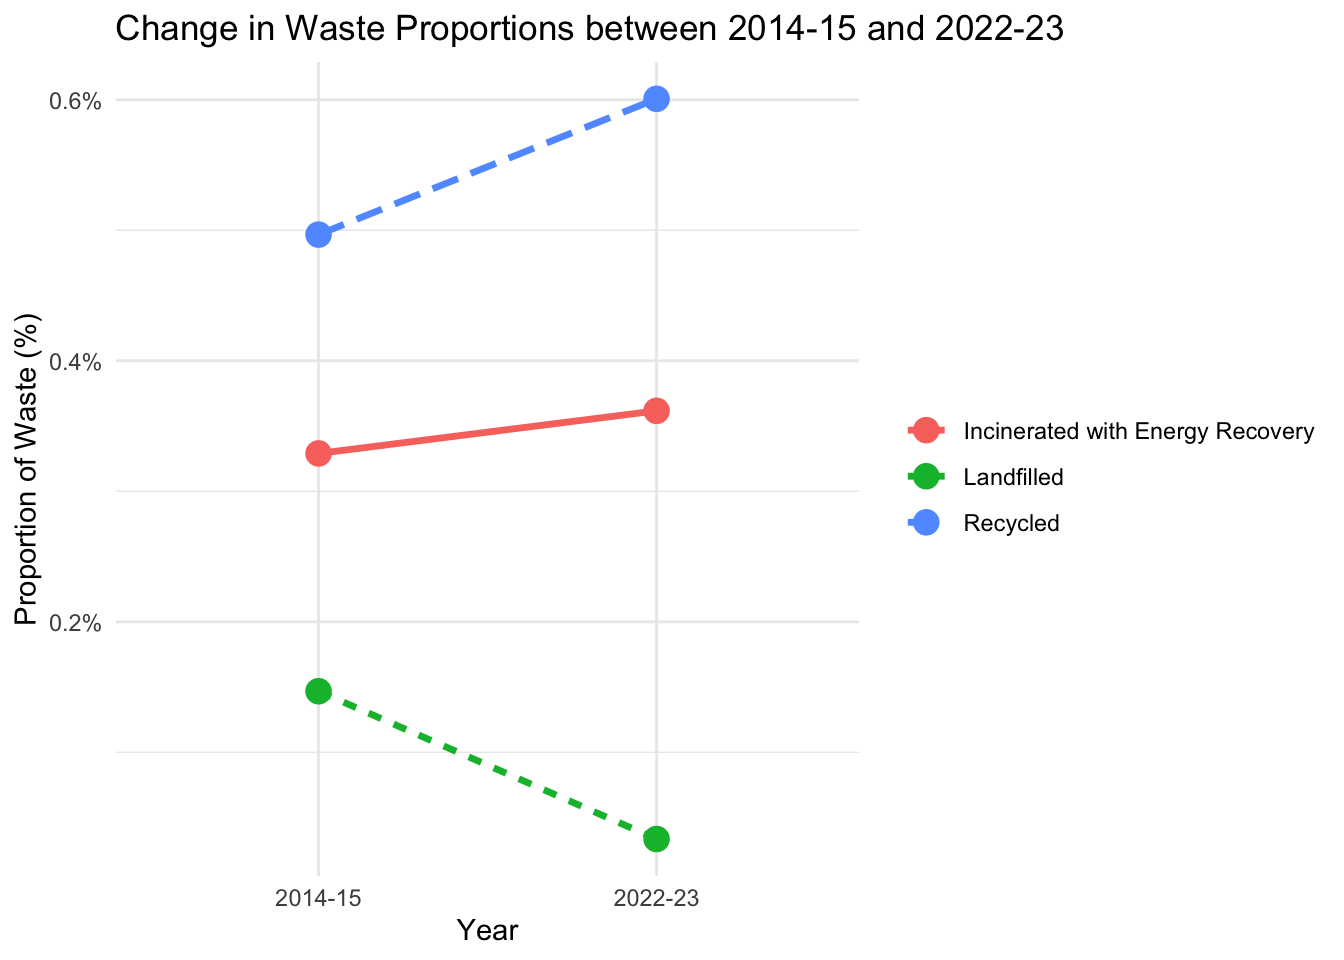 Change in Waste Proportions between 2014-15 and 2022-23
Proportion of Waste (%)
0.6%
0.4%
0.2%
2014-15
2022-23
Year
Incinerated with Energy Recovery
Landfilled
Recycled